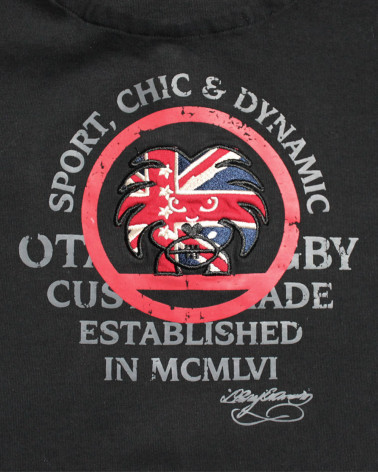 SPORT, CHIC & DYNAMIC
OTA GBY
CUS ADE
ESTABLISHED
IN MCMLVI